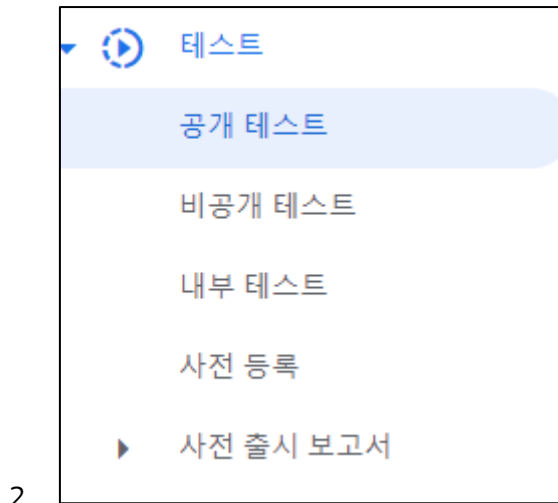 테스트
공개 테스트
비공개 테스트
내부 테스트
사전 등록
사전 출시 보고서
2